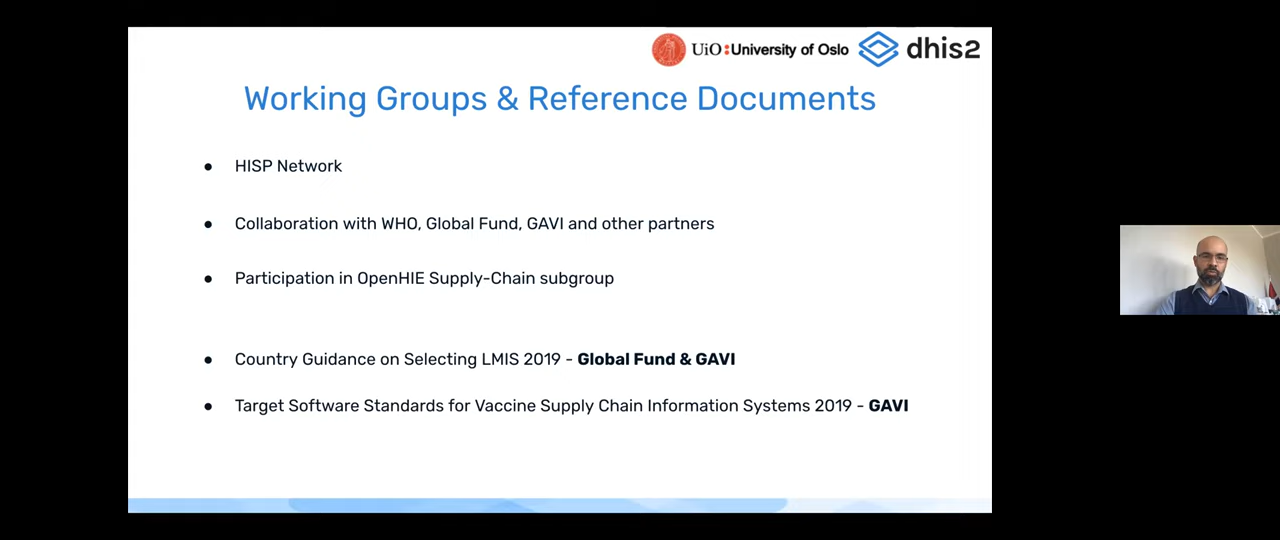 UiO:University of Oslo dhis2
Working Groups & Reference Documents
● HISP Network
● Collaboration with WHO, Global Fund, GAVI and other partners
● Participation in OpenHIE Supply-Chain subgroup
● Country Guidance on Selecting LMIS 2019 - Global Fund & GAVI
● Target Software Standards for Vaccine Supply Chain Information Systems 2019 - GAVI